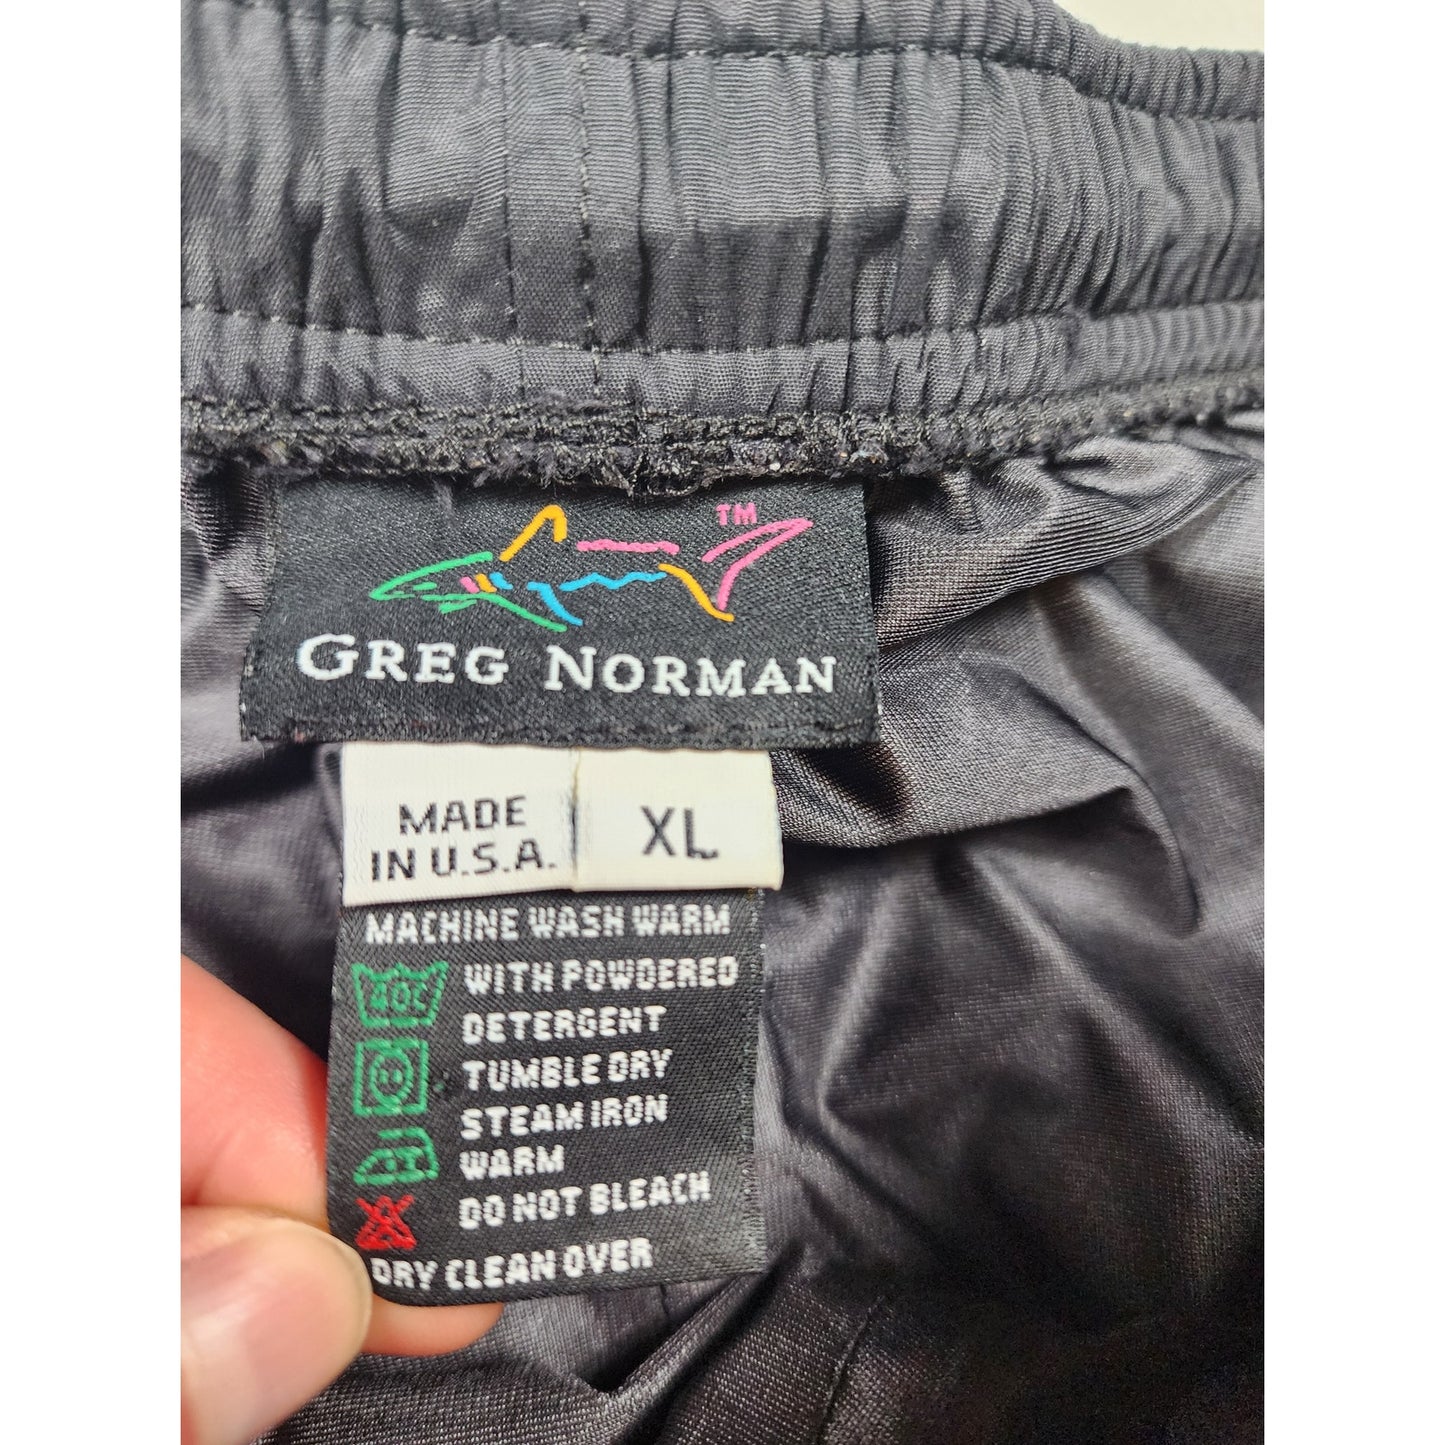 TM
GREG NORMAN
MADE
IN U.S.A.
XL
MACHINE WASH WARM
40C WITH POWDERED
DETERGENT
TUMBLE DRY
STEAM IRON
WARM
DO NOT BLEACH
DRY CLEAN OVER